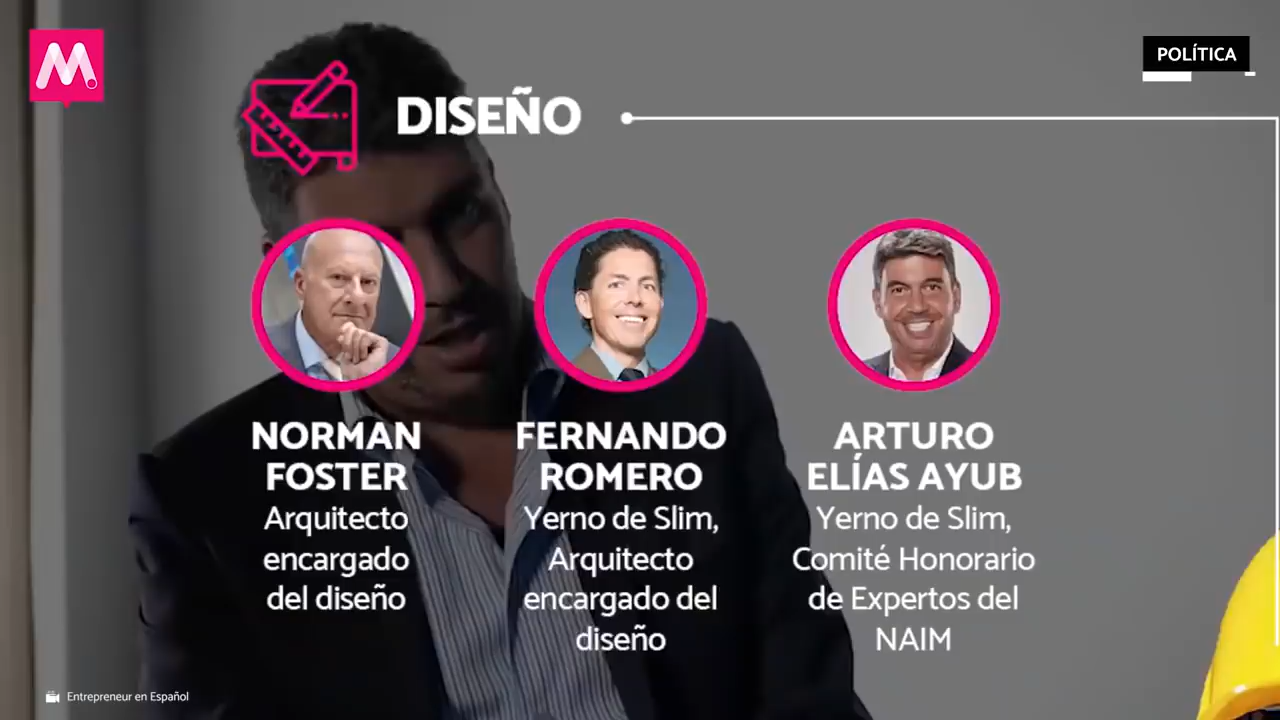 M
POLÍTICA
DISEÑO
NORMAN
FOSTER
Arquitecto
encargado
del diseño
FERNANDO
ROMERO
Yerno de Slim,
Arquitecto
encargado del
diseño
ARTURO
ELÍAS AYUB
Yerno de Slim,
Comité Honorario
de Expertos del
NAIM
Entrepreneur en Español